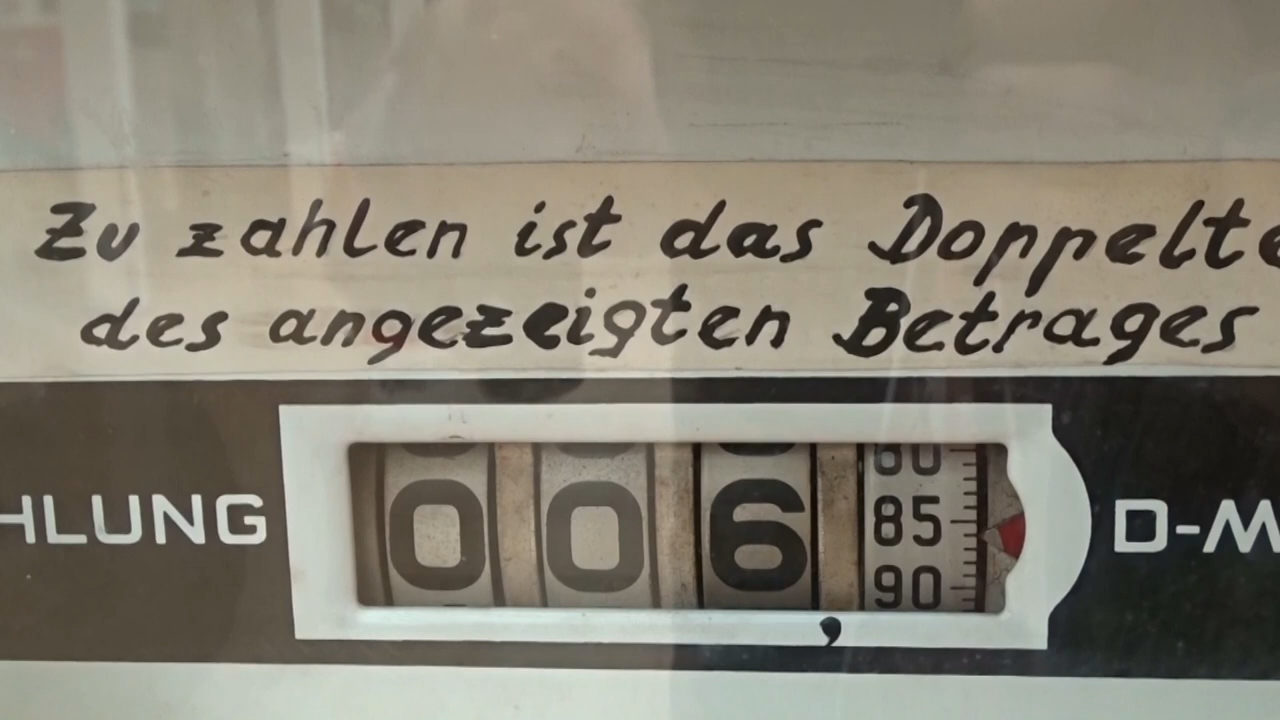 Zu zahlen ist das Doppelte
des angezeigten Betrages
80
HLUNG 006, 85 D-M
90